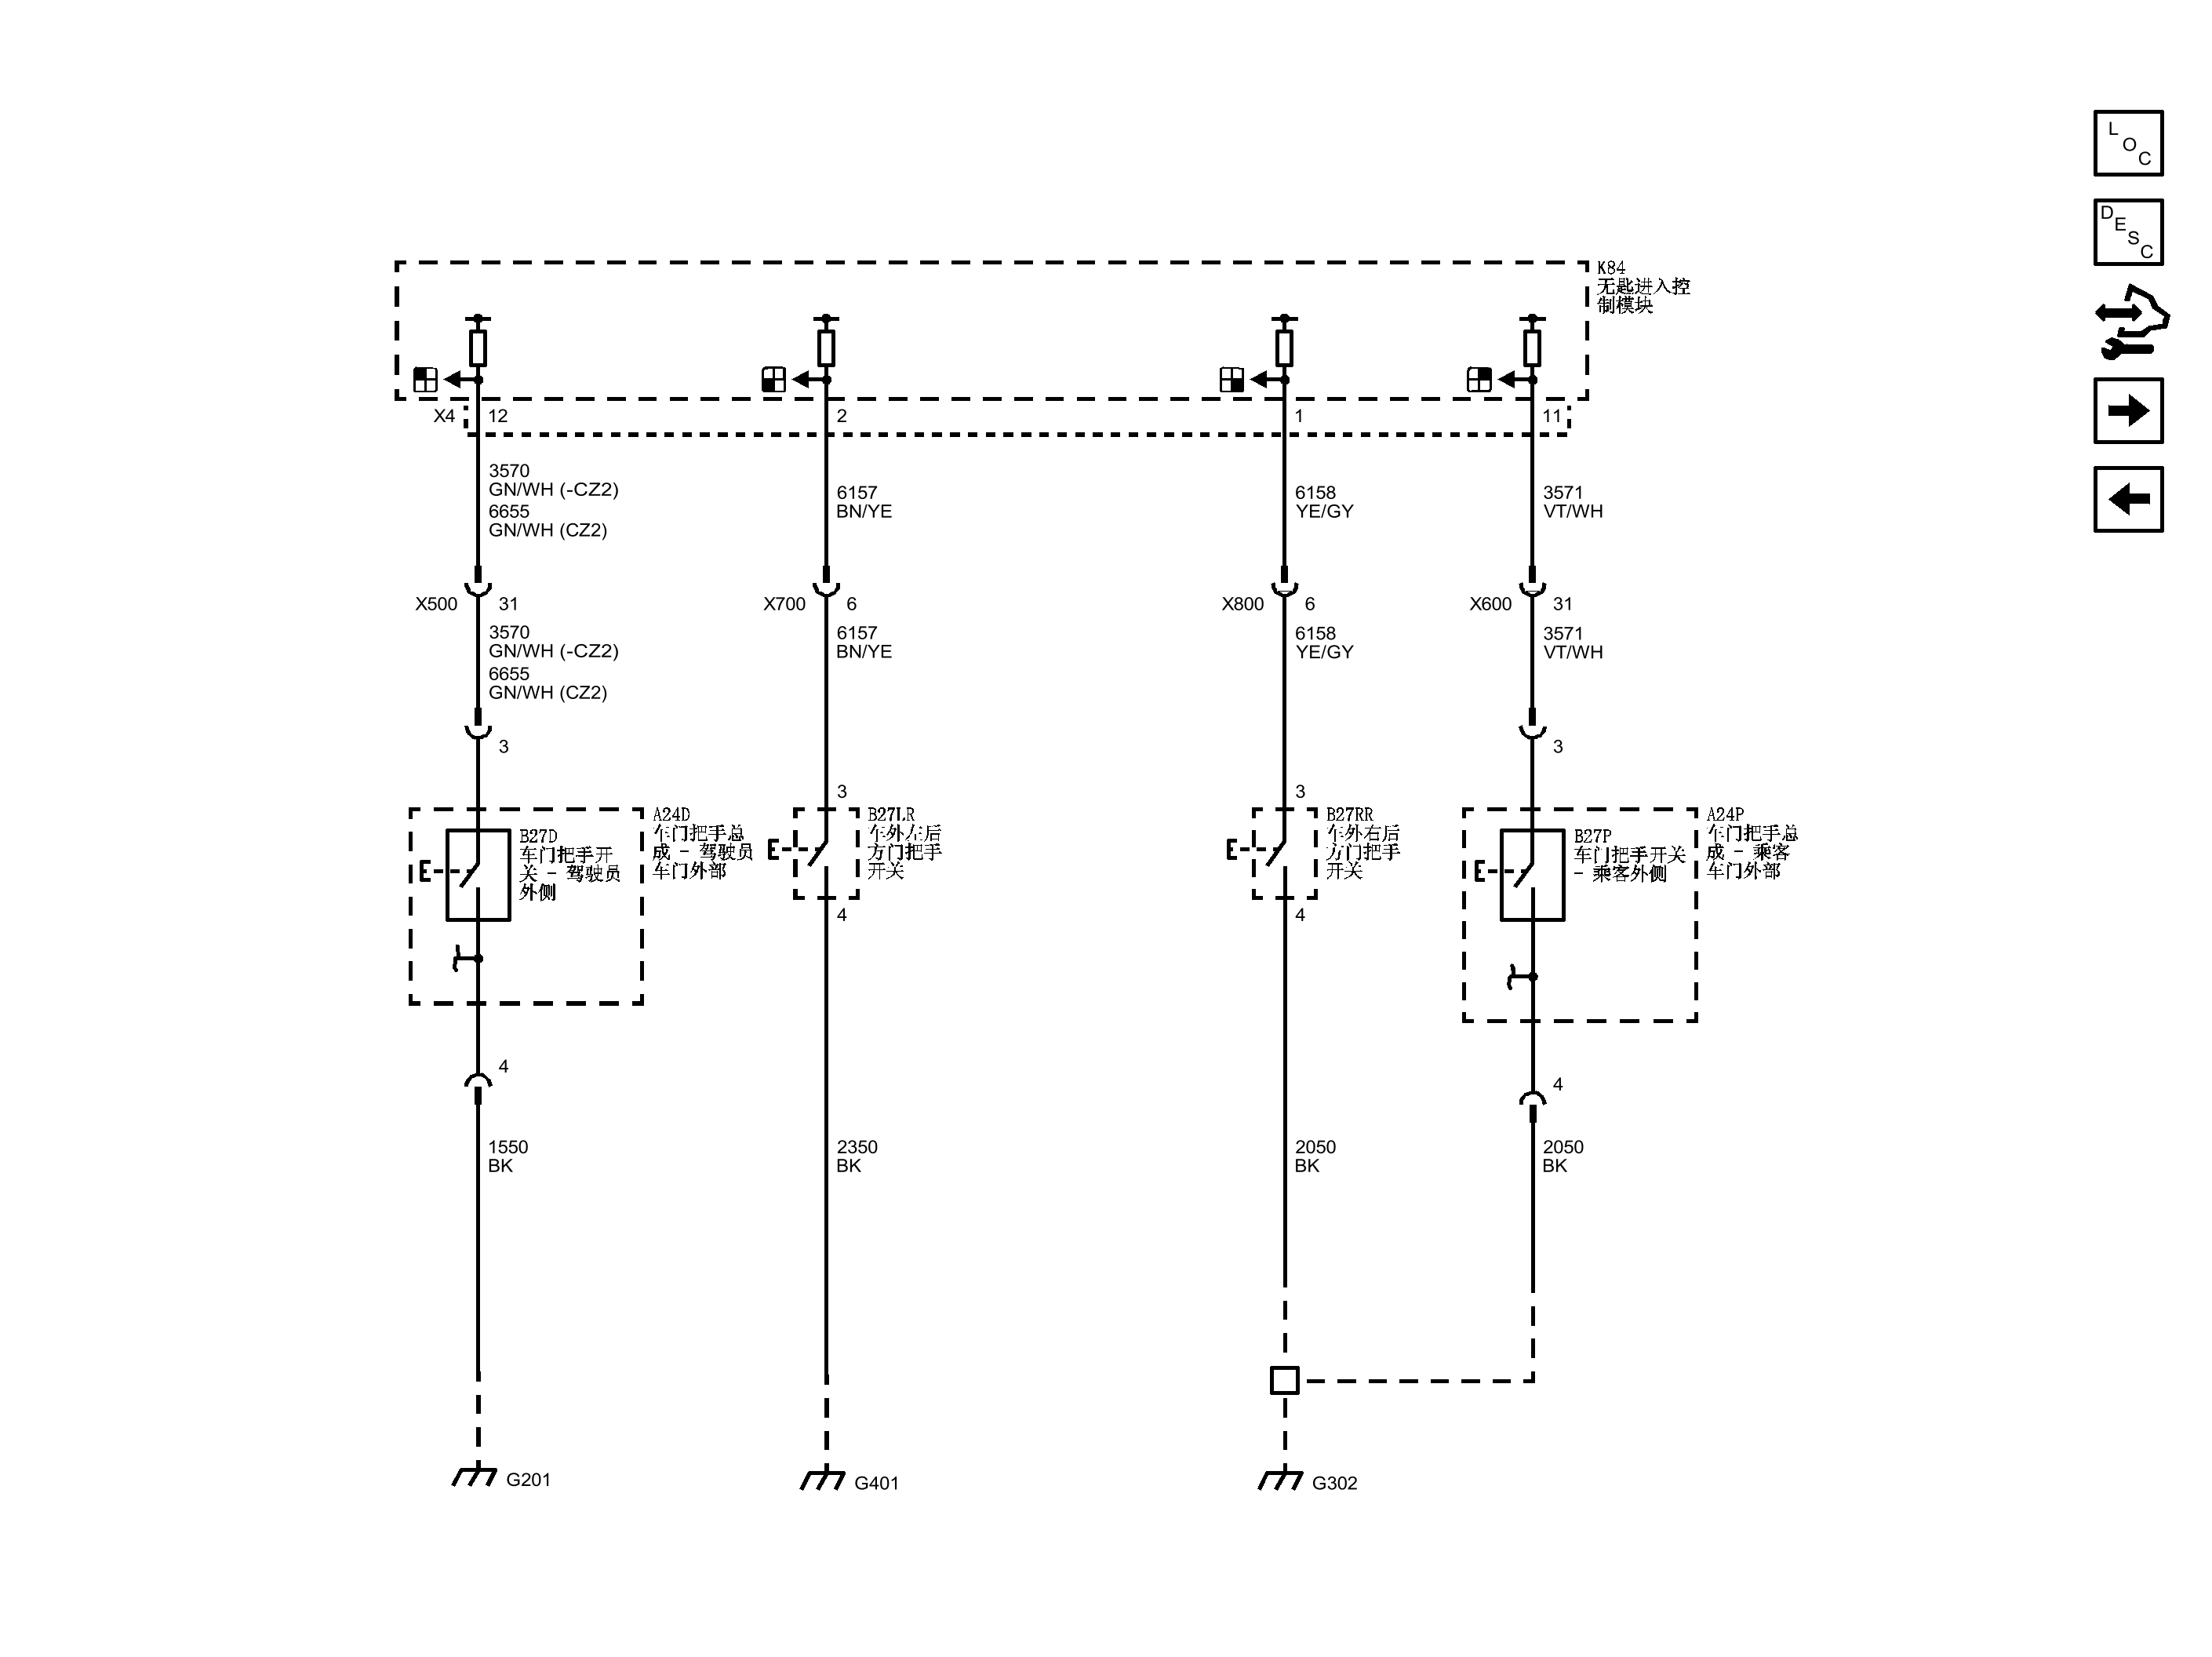 L
O
C
D
E
S
C
K84
无匙进入控
制模块
X4
12
2
1
11
3570
GN/WH (-CZ2)
6655
GN/WH (CZ2)
6157
BN/YE
6158
YE/GY
3571
VT/WH
X500
31
X700
6
X800
6
X600
31
3570
GN/WH (-CZ2)
6655
GN/WH (CZ2)
6157
BN/YE
6158
YE/GY
3571
VT/WH
3
3
3
3
B27D
车门把手开
关 - 驾驶员
外侧
A24D
车门把手总
成 - 驾驶员
车门外部
B27LR
车外左后
方门把手
开关
B27RR
车外右后
方门把手
开关
B27P
车门把手开关
- 乘客外侧
A24P
车门把手总
成 - 乘客
车门外部
4
4
4
4
1550
BK
2350
BK
2050
BK
2050
BK
G201
G401
G302